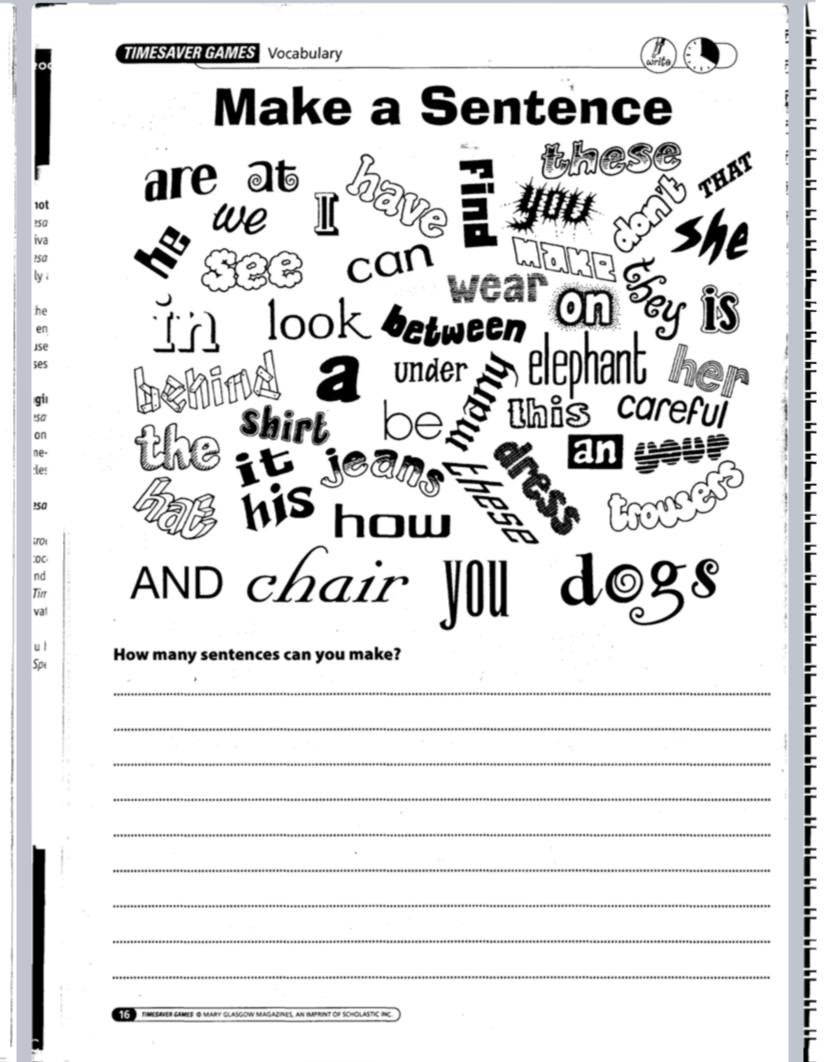 TIMESAVER GAMES Vocabulary
write
Make a Sentence
are at have find these
he we I you don't THAT
see can make she
wear they
in look between on is
behind a under many elephant her
shirt be this careful
the it jeans dress an your
hat his how these trousers
AND chair you dogs
How many sentences can you make?
16 TIMESAVER GAMES © MARY GLASGOW MAGAZINES, AN IMPRINT OF SCHOLASTIC INC.